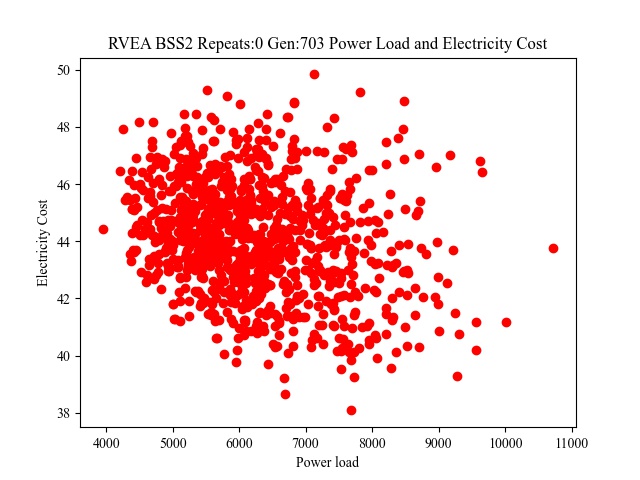 RVEA BSS2 Repeats:0 Gen:703 Power Load and Electricity Cost
50
48
46
44
42
40
38
Electricity Cost
4000 5000 6000 7000 8000 9000 10000 11000
Power load